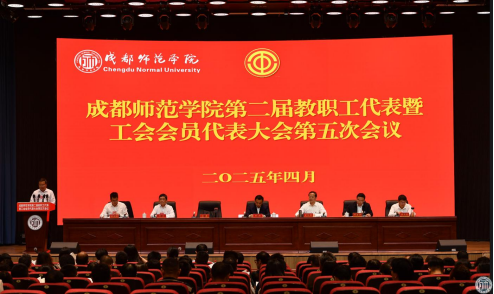 成都师范学院
Chengdu Normal University
成都师范学院第二届教职工代表暨
工会会员代表大会第五次会议
二〇二五年四月